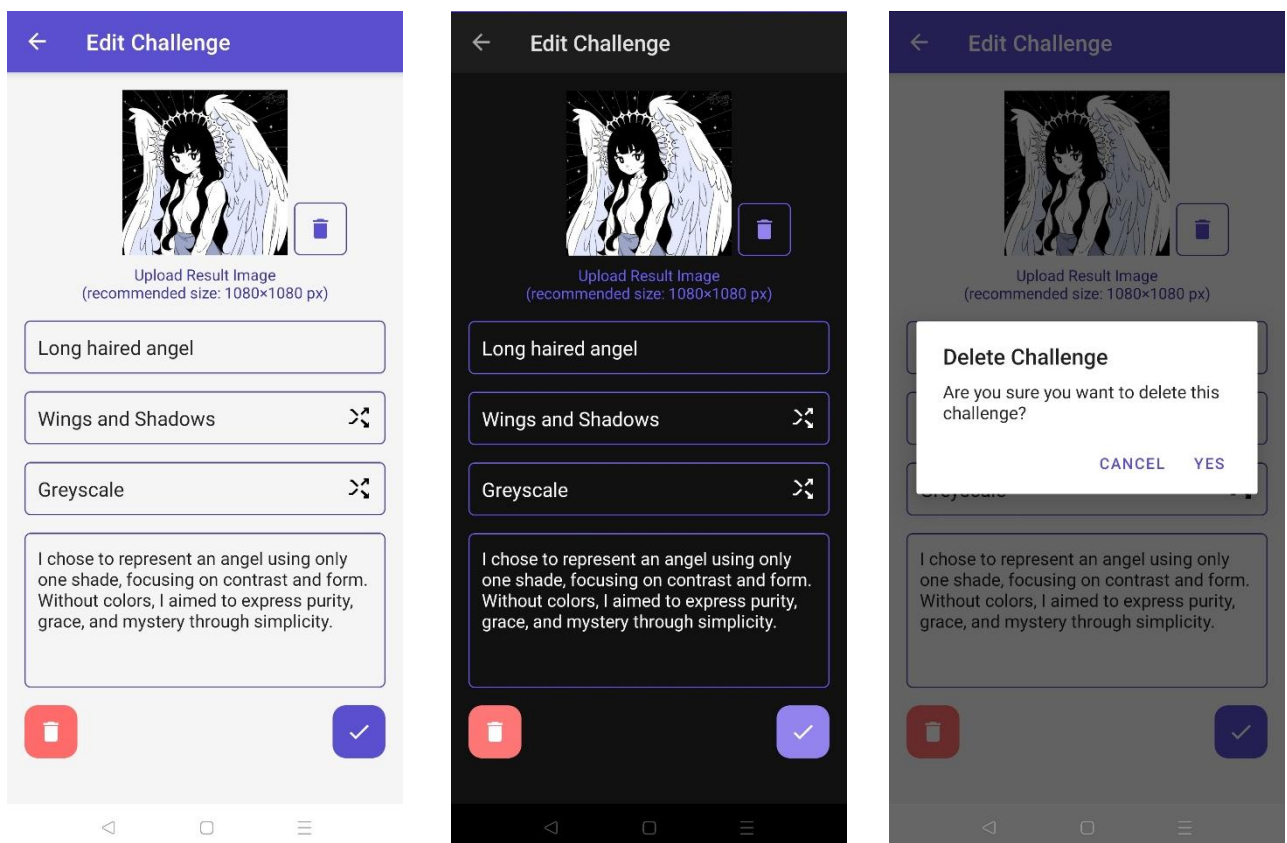 Edit Challenge
Upload Result Image
(recommended size: 1080×1080 px)
Long haired angel
Wings and Shadows
Greyscale
I chose to represent an angel using only
one shade, focusing on contrast and form.
Without colors, I aimed to express purity,
grace, and mystery through simplicity.
Edit Challenge
Upload Result Image
(recommended size: 1080×1080 px)
Long haired angel
Wings and Shadows
Greyscale
I chose to represent an angel using only
one shade, focusing on contrast and form.
Without colors, I aimed to express purity,
grace, and mystery through simplicity.
Edit Challenge
Upload Result Image
(recommended size: 1080×1080 px)
Delete Challenge
Are you sure you want to delete this
challenge?
CANCEL YES
I chose to represent an angel using only
one shade, focusing on contrast and form.
Without colors, I aimed to express purity,
grace, and mystery through simplicity.